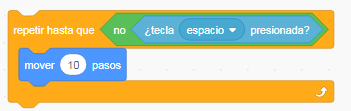 repetir hasta que no ¿tecla espacio presionada?
mover 10 pasos